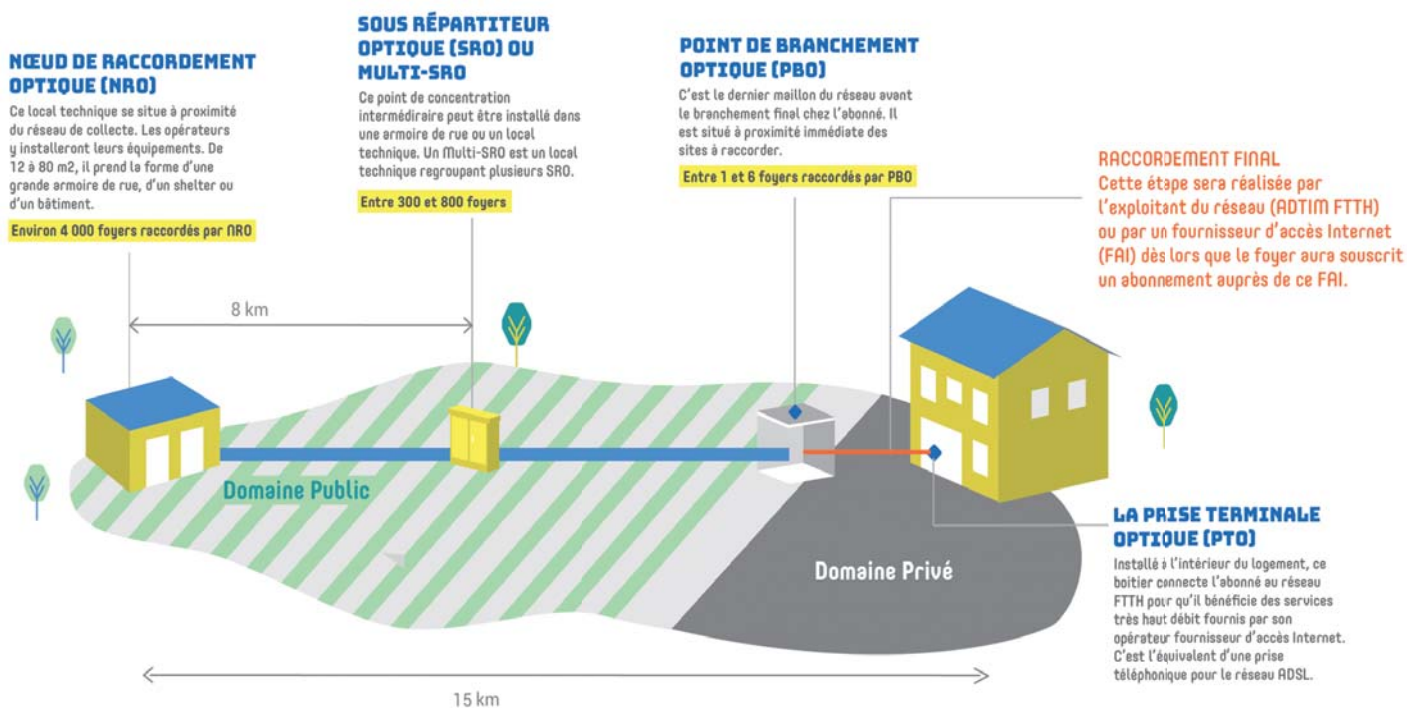 NŒUD DE RACCORDEMENT
OPTIQUE (NRO)
Ce local technique se situe à proximité
du réseau de collecte. Les opérateurs
y installeront leurs équipements. De
12 à 80 m2, il prend la forme d'une
grande armoire de rue, d'un shelter ou
d'un bâtiment.
Environ 4 000 foyers raccordés par NRO
SOUS RÉPARTITEUR
OPTIQUE (SRO) OU
MULTI-SRO
Ce point de concentration
intermédiraire peut être installé dans
une armoire de rue ou un local
technique. Un Multi-SRO est un local
technique regroupant plusieurs SRO.
Entre 300 et 800 foyers
POINT DE BRANCHEMENT
OPTIQUE (PBO)
C'est le dernier maillon du réseau avant
le branchement final chez l'abonné. Il
est situé à proximité immédiate des
sites à raccorder.
Entre 1 et 6 foyers raccordés par PBO
RACCORDEMENT FINAL
Cette étape sera réalisée par
l'exploitant du réseau (ADTIM FTTH)
ou par un fournisseur d'accès Internet
(FAI) dès lors que le foyer aura souscrit
un abonnement auprès de ce FAI.
8 km
Domaine Public
Domaine Privé
LA PRISE TERMINALE
OPTIQUE (PTO)
Installé à l'intérieur du logement, ce
boitier connecte l'abonné au réseau
FTTH pour qu'il bénéficie des services
très haut débit fournis par son
opérateur fournisseur d'accès Internet.
C'est l'équivalent d'une prise
téléphonique pour le réseau ADSL.
15 km